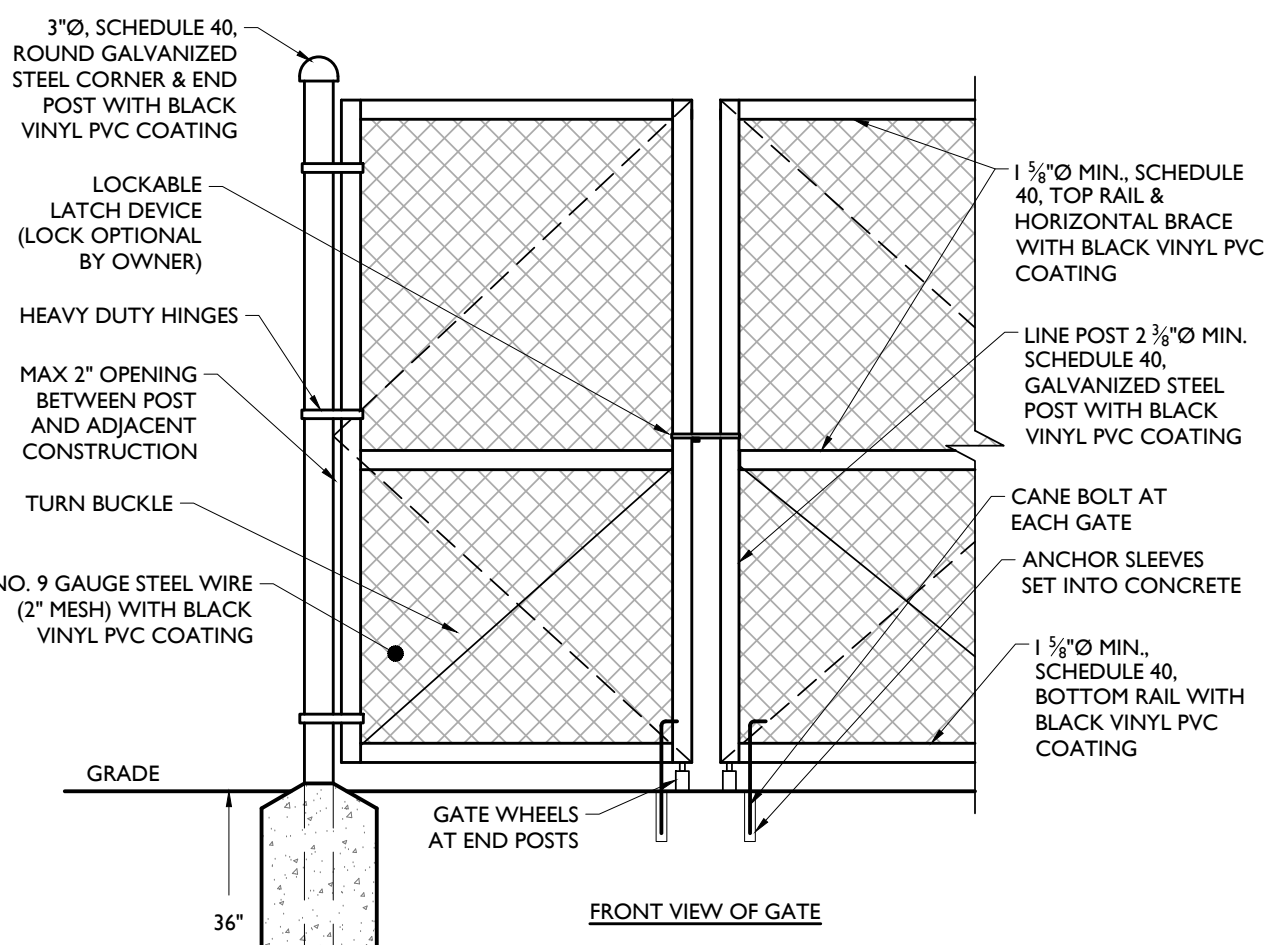 3"Ø, SCHEDULE 40,
ROUND GALVANIZED
STEEL CORNER & END
POST WITH BLACK
VINYL PVC COATING
LOCKABLE
LATCH DEVICE
(LOCK OPTIONAL
BY OWNER)
HEAVY DUTY HINGES
MAX 2" OPENING
BETWEEN POST
AND ADJACENT
CONSTRUCTION
TURN BUCKLE
NO. 9 GAUGE STEEL WIRE
(2" MESH) WITH BLACK
VINYL PVC COATING
GRADE
36"
GATE WHEELS
AT END POSTS
1 5/8"Ø MIN., SCHEDULE
40, TOP RAIL &
HORIZONTAL BRACE
WITH BLACK VINYL PVC
COATING
LINE POST 2 3/8"Ø MIN.
SCHEDULE 40,
GALVANIZED STEEL
POST WITH BLACK
VINYL PVC COATING
CANE BOLT AT
EACH GATE
ANCHOR SLEEVES
SET INTO CONCRETE
1 5/8"Ø MIN.,
SCHEDULE 40,
BOTTOM RAIL WITH
BLACK VINYL PVC
COATING
FRONT VIEW OF GATE